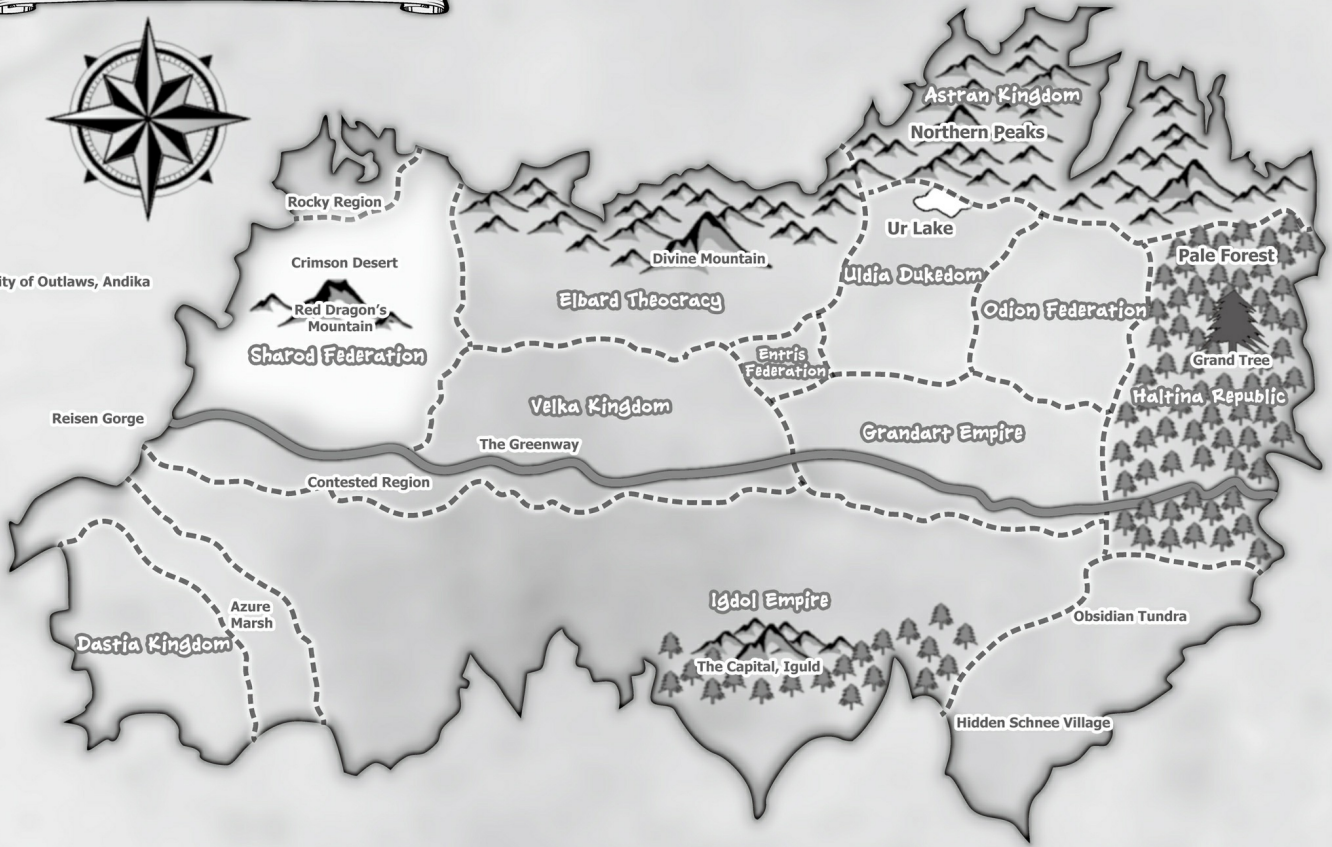 Astran Kingdom
Northern Peaks
Rocky Region
Ur Lake
Pale Forest
Crimson Desert
Divine Mountain
Uldia Dukedom
ity of Outlaws, Andika
Red Dragon's
Mountain
Elbard Theocracy
Odion Federation
Sharod Federation
Entris
Federation
Grand Tree
Haltina Republic
Velka Kingdom
Reisen Gorge
Grandart Empire
The Greenway
Contested Region
Igdol Empire
Azure
Marsh
Obsidian Tundra
Dastia Kingdom
The Capital, Iguld
Hidden Schnee Village